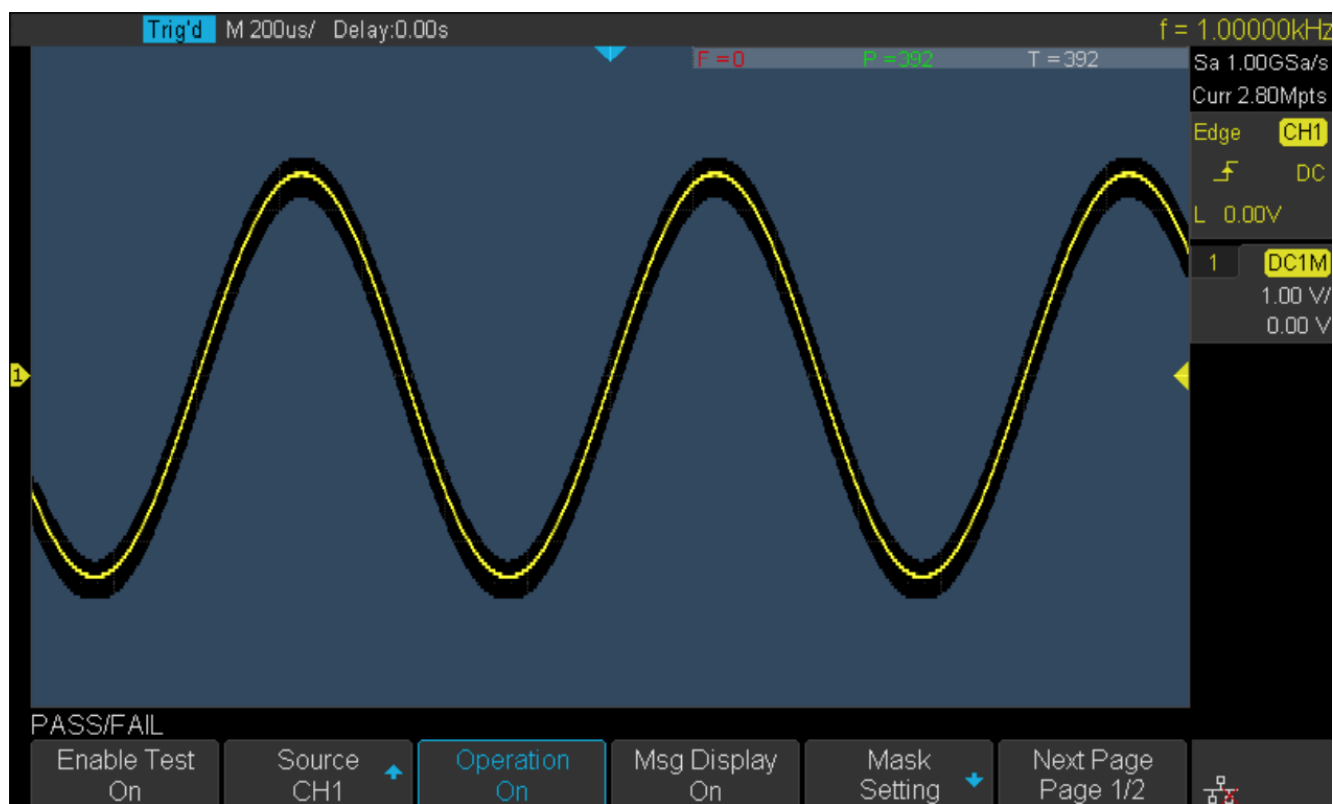 Trig'd M 200us/ Delay:0.00s f = 1.00000kHz
F = 0 P = 392 T = 392
Sa 1.00GSa/s
Curr 2.80Mpts
Edge CH1
DC
L 0.00V
1 DC1M
1.00 V/
0.00 V
1
PASS/FAIL
Enable Test Source Operation Msg Display Mask Next Page
On CH1 On On Setting Page 1/2